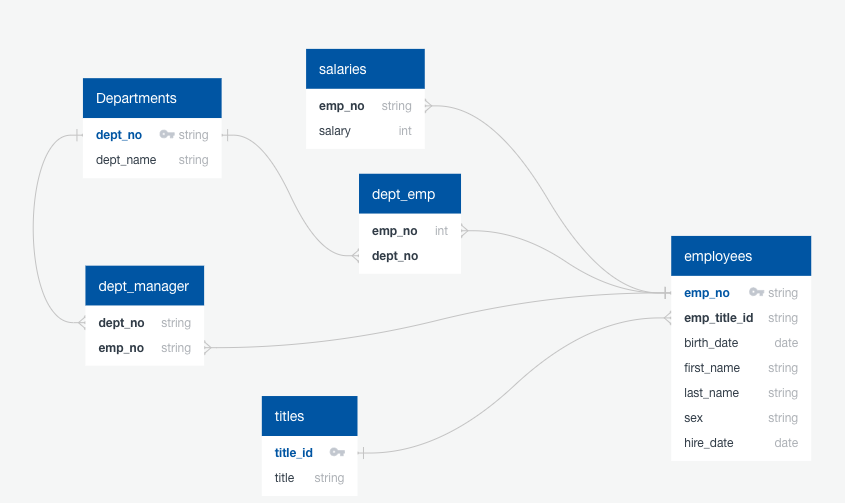 salaries
emp_no string
salary int
Departments
dept_no string
dept_name string
dept_emp
emp_no int
dept_no
employees
emp_no string
emp_title_id string
birth_date date
first_name string
last_name string
sex string
hire_date date
dept_manager
dept_no string
emp_no string
titles
title_id
title string